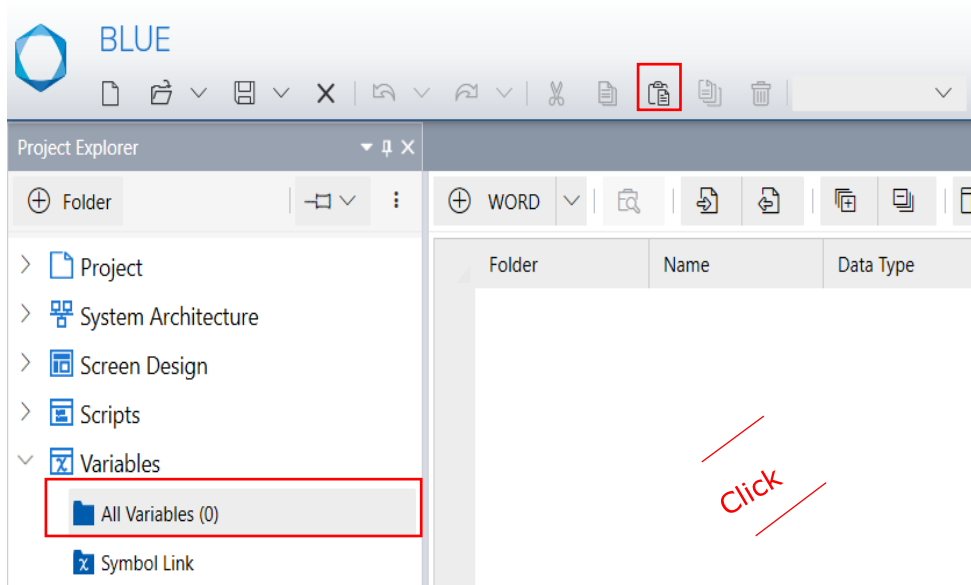 BLUE
Project Explorer
Folder
WORD
Folder Name Data Type
Project
System Architecture
Screen Design
Scripts
Variables
All Variables (0)
Symbol Link
Click